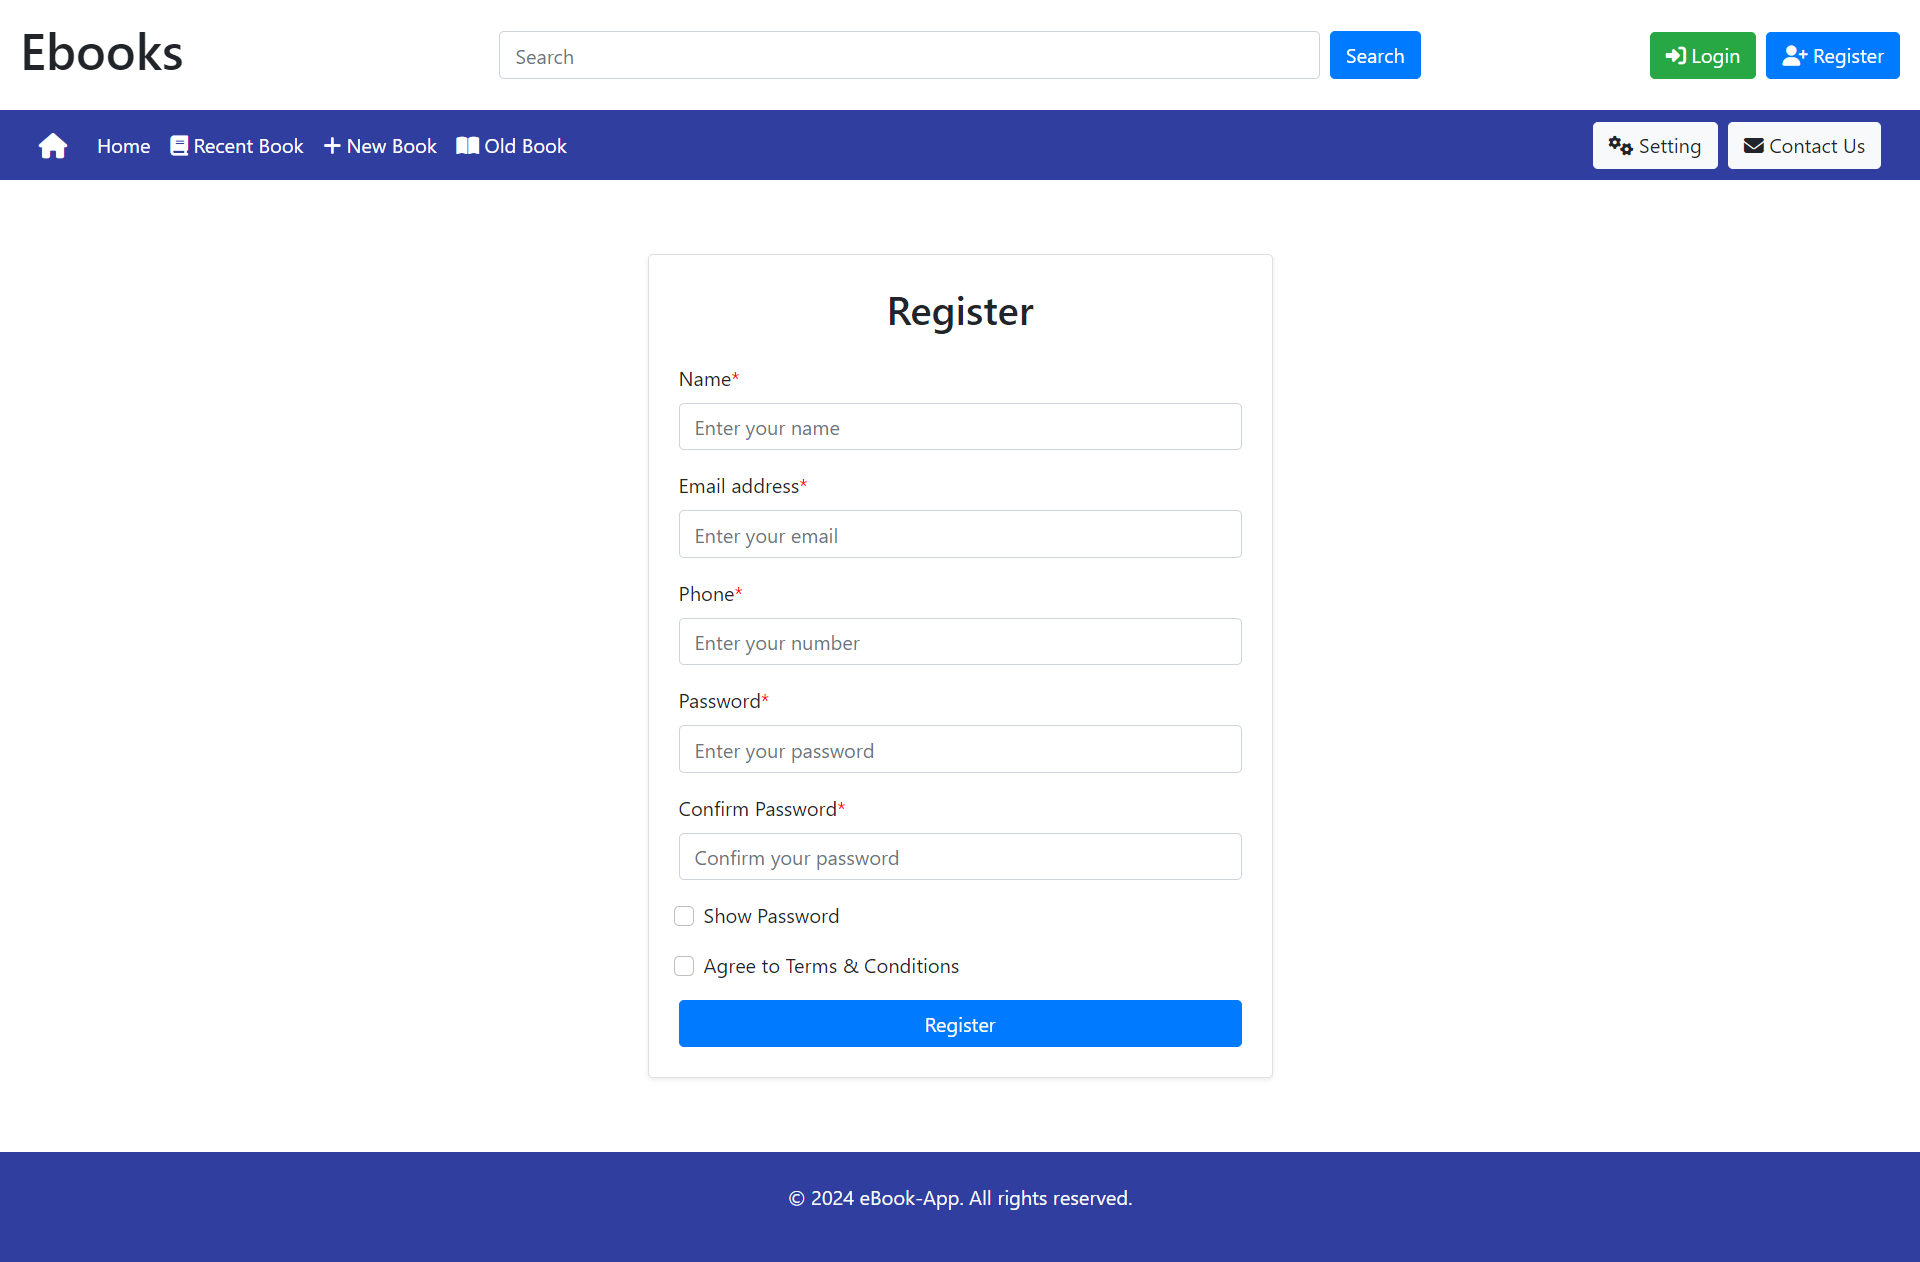 Ebooks
Search
Search
Login
Register
Home
Recent Book
New Book
Old Book
Setting
Contact Us
Register
Name*
Enter your name
Email address*
Enter your email
Phone*
Enter your number
Password*
Enter your password
Confirm Password*
Confirm your password
Show Password
Agree to Terms & Conditions
Register
© 2024 eBook-App. All rights reserved.